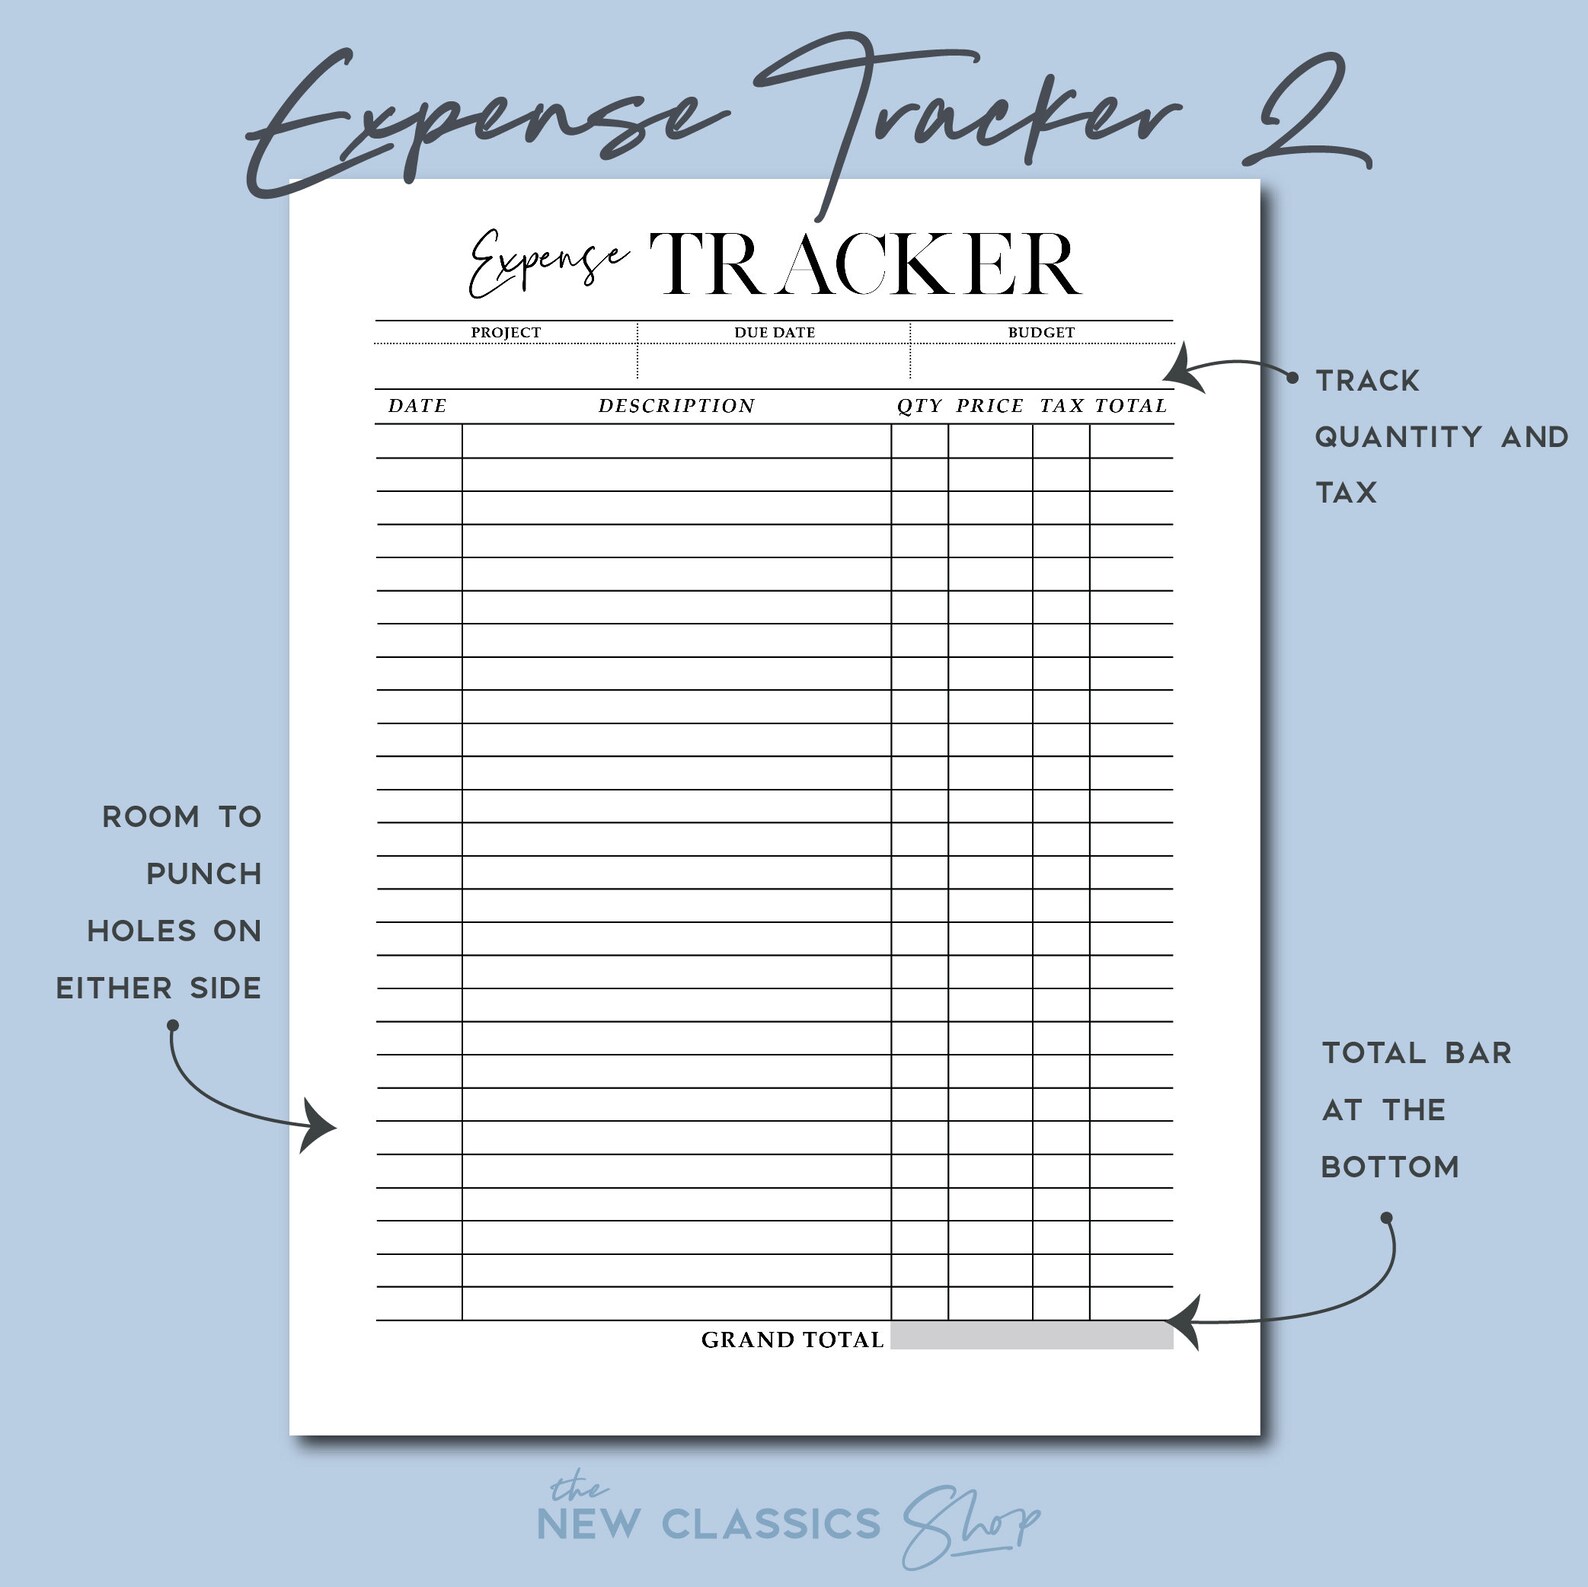 Expense Tracker 2
Expense TRACKER
PROJECT DUE DATE BUDGET
DATE DESCRIPTION QTY PRICE TAX TOTAL
TRACK
QUANTITY AND
TAX
ROOM TO
PUNCH
HOLES ON
EITHER SIDE
TOTAL BAR
AT THE
BOTTOM
GRAND TOTAL
the
NEW CLASSICS Shop